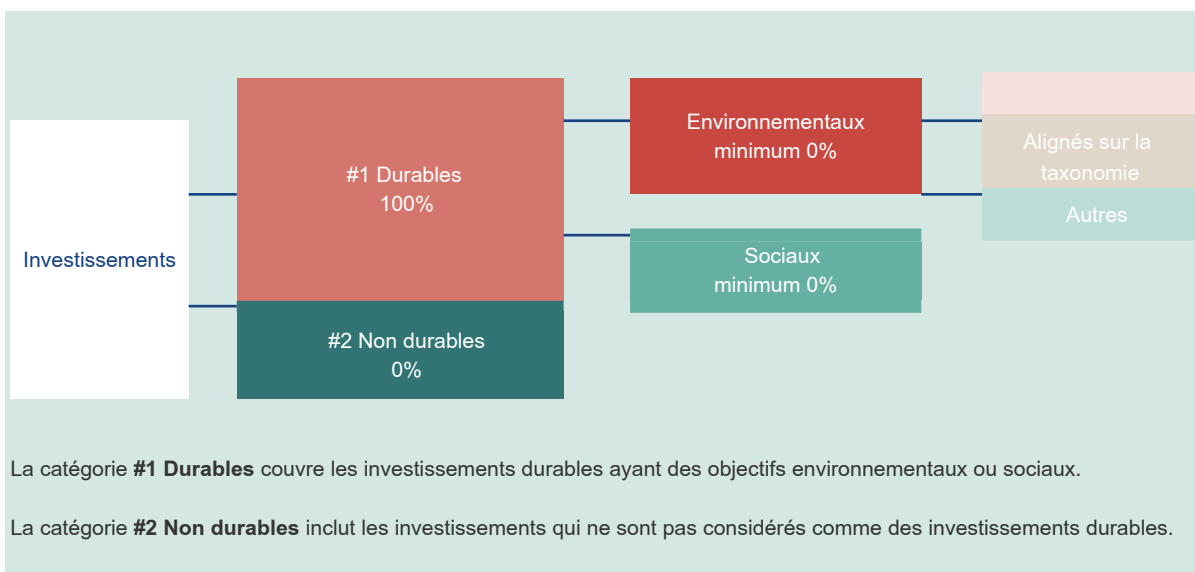 Investissements
#1 Durables
100%
#2 Non durables
0%
Environnementaux
minimum 0%
Sociaux
minimum 0%
Alignés sur la
taxonomie
Autres
La catégorie #1 Durables couvre les investissements durables ayant des objectifs environnementaux ou sociaux.
La catégorie #2 Non durables inclut les investissements qui ne sont pas considérés comme des investissements durables.